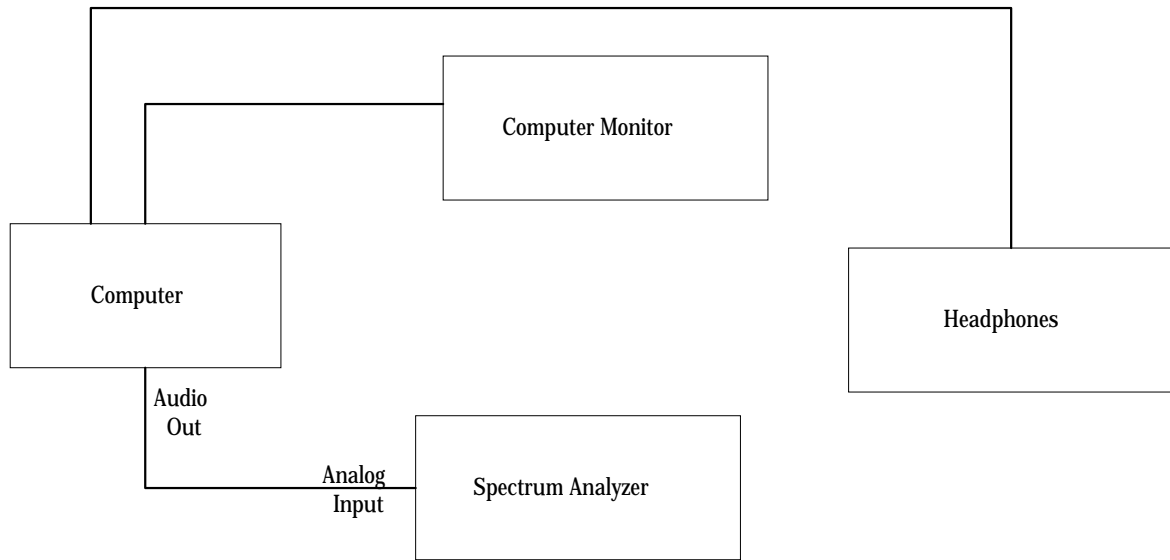 Computer Monitor
Computer
Headphones
Audio
Out
Analog
Input
Spectrum Analyzer